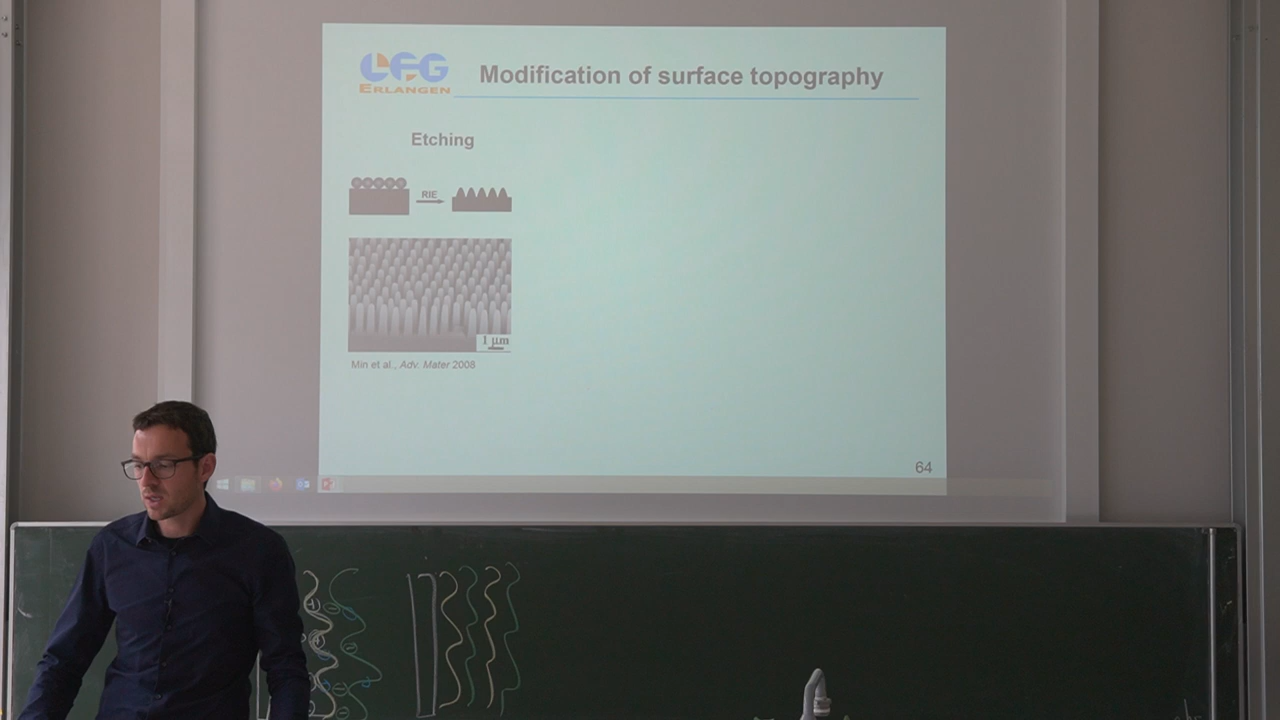 LFG
ERLANGEN
Modification of surface topography
Etching
RIE
1 μm
Min et al., Adv. Mater 2008
64